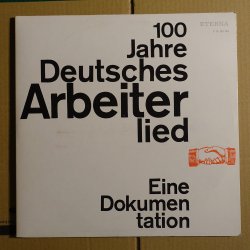 100
Jahre
Deutsches
Arbeiter
lied
ETERNA
Eine
Dokumen
tation